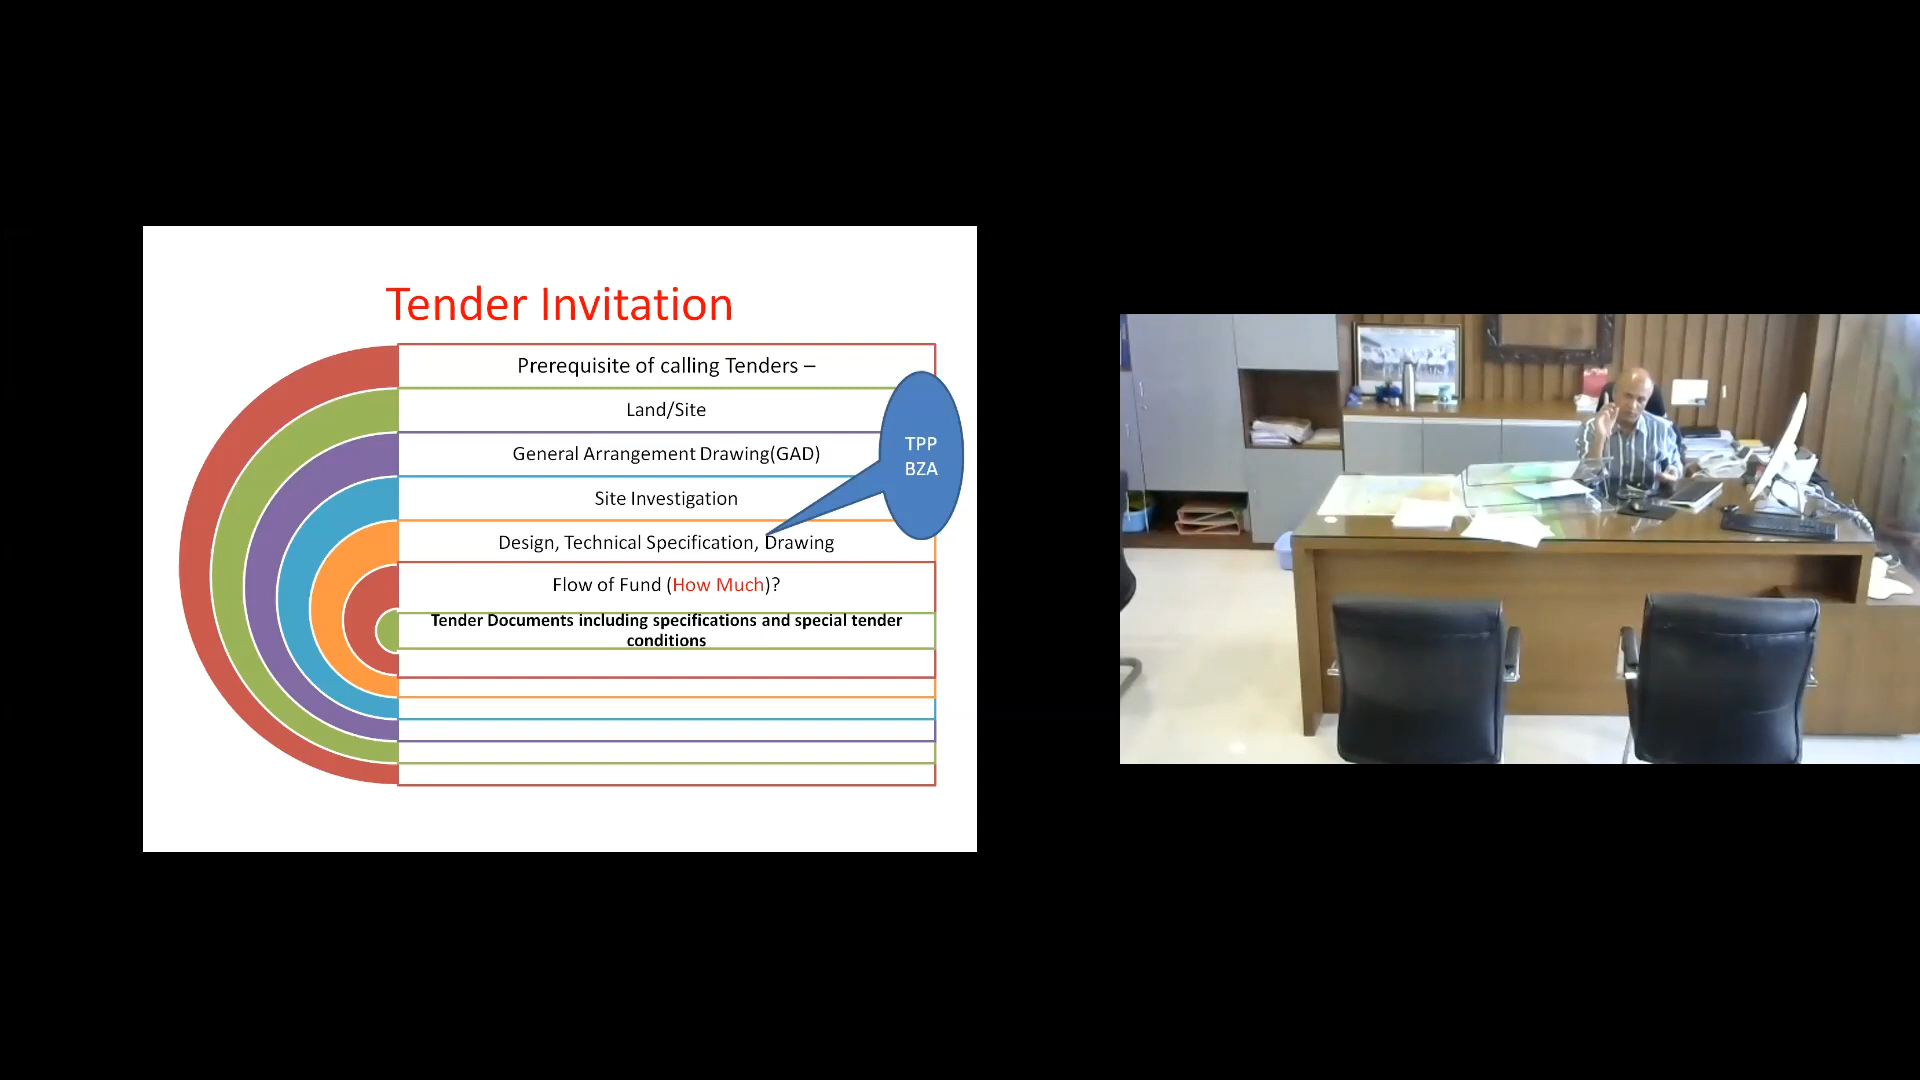 Tender Invitation
Prerequisite of calling Tenders –
Land/Site
General Arrangement Drawing(GAD)
TPP
BZA
Site Investigation
Design, Technical Specification, Drawing
Flow of Fund (How Much)?
Tender Documents including specifications and special tender
conditions